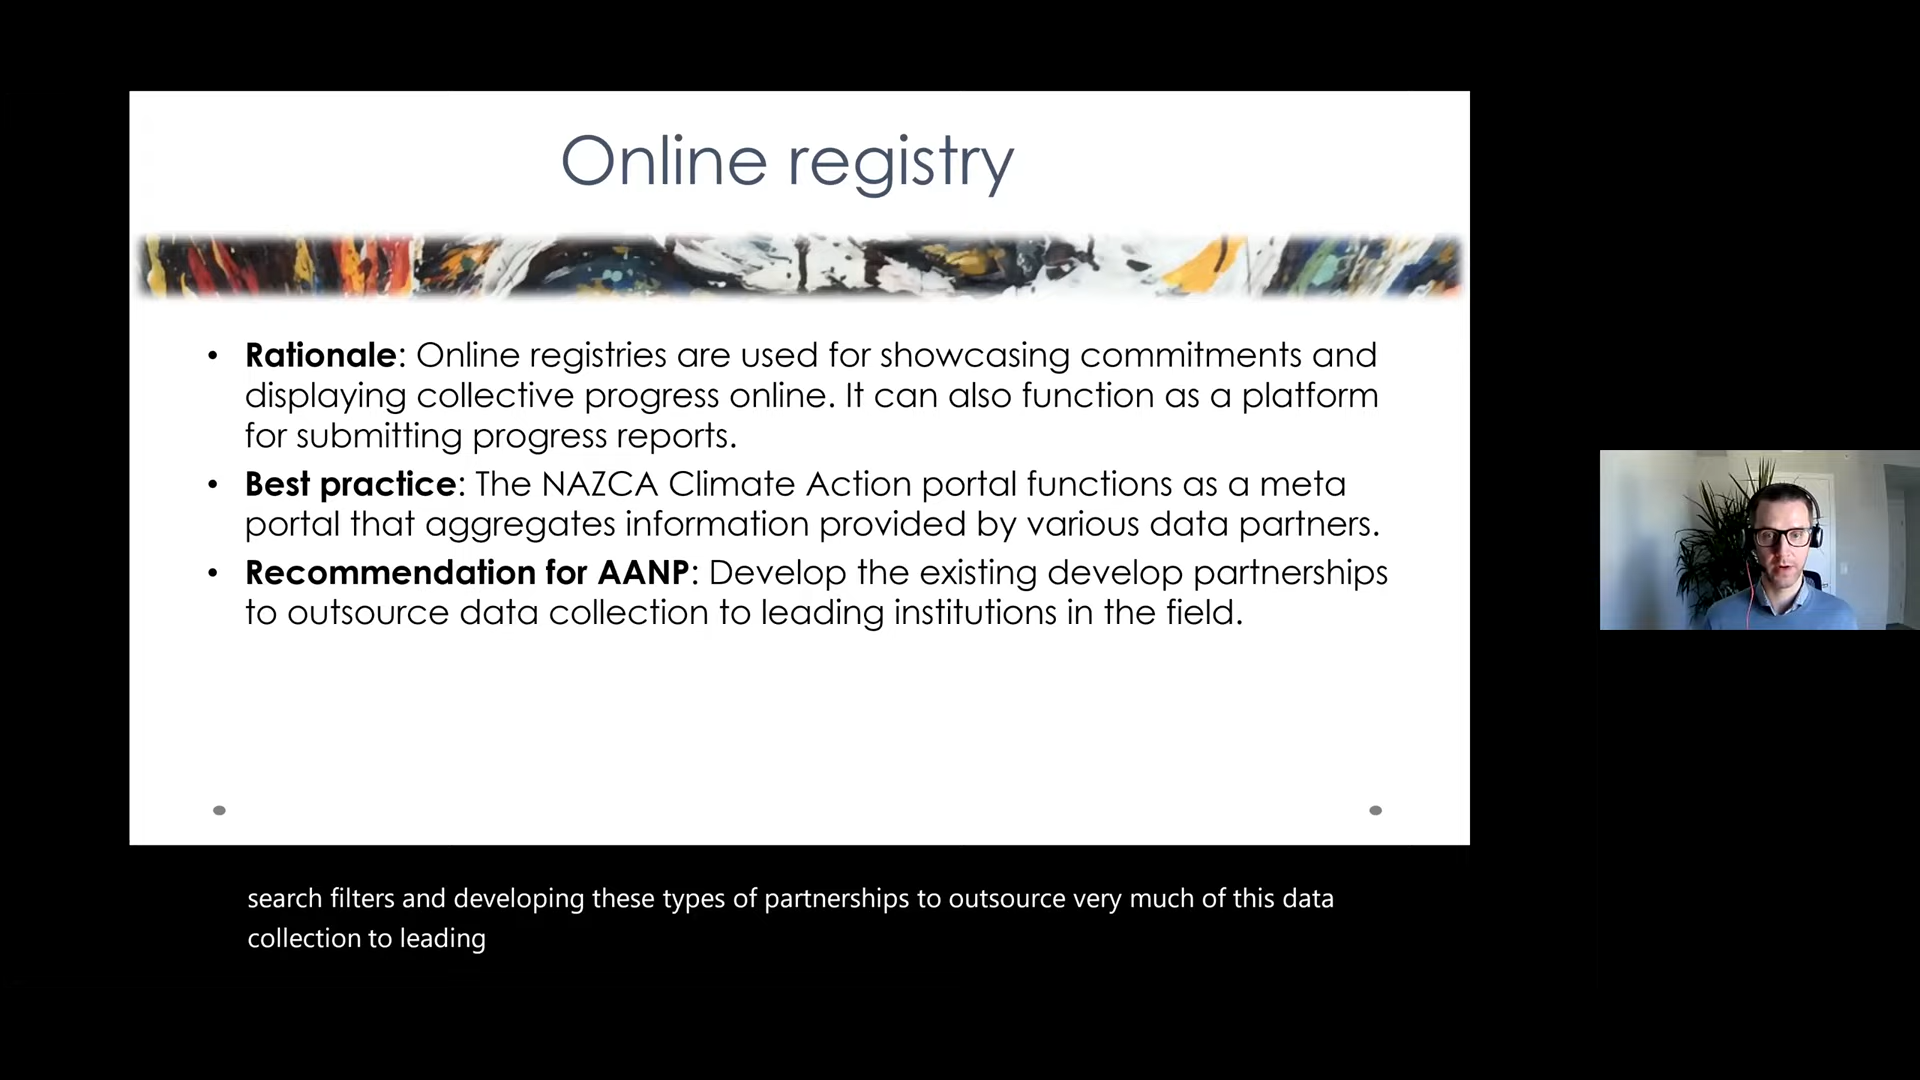 Online registry
• Rationale: Online registries are used for showcasing commitments and
displaying collective progress online. It can also function as a platform
for submitting progress reports.
• Best practice: The NAZCA Climate Action portal functions as a meta
portal that aggregates information provided by various data partners.
• Recommendation for AANP: Develop the existing develop partnerships
to outsource data collection to leading institutions in the field.
search filters and developing these types of partnerships to outsource very much of this data
collection to leading